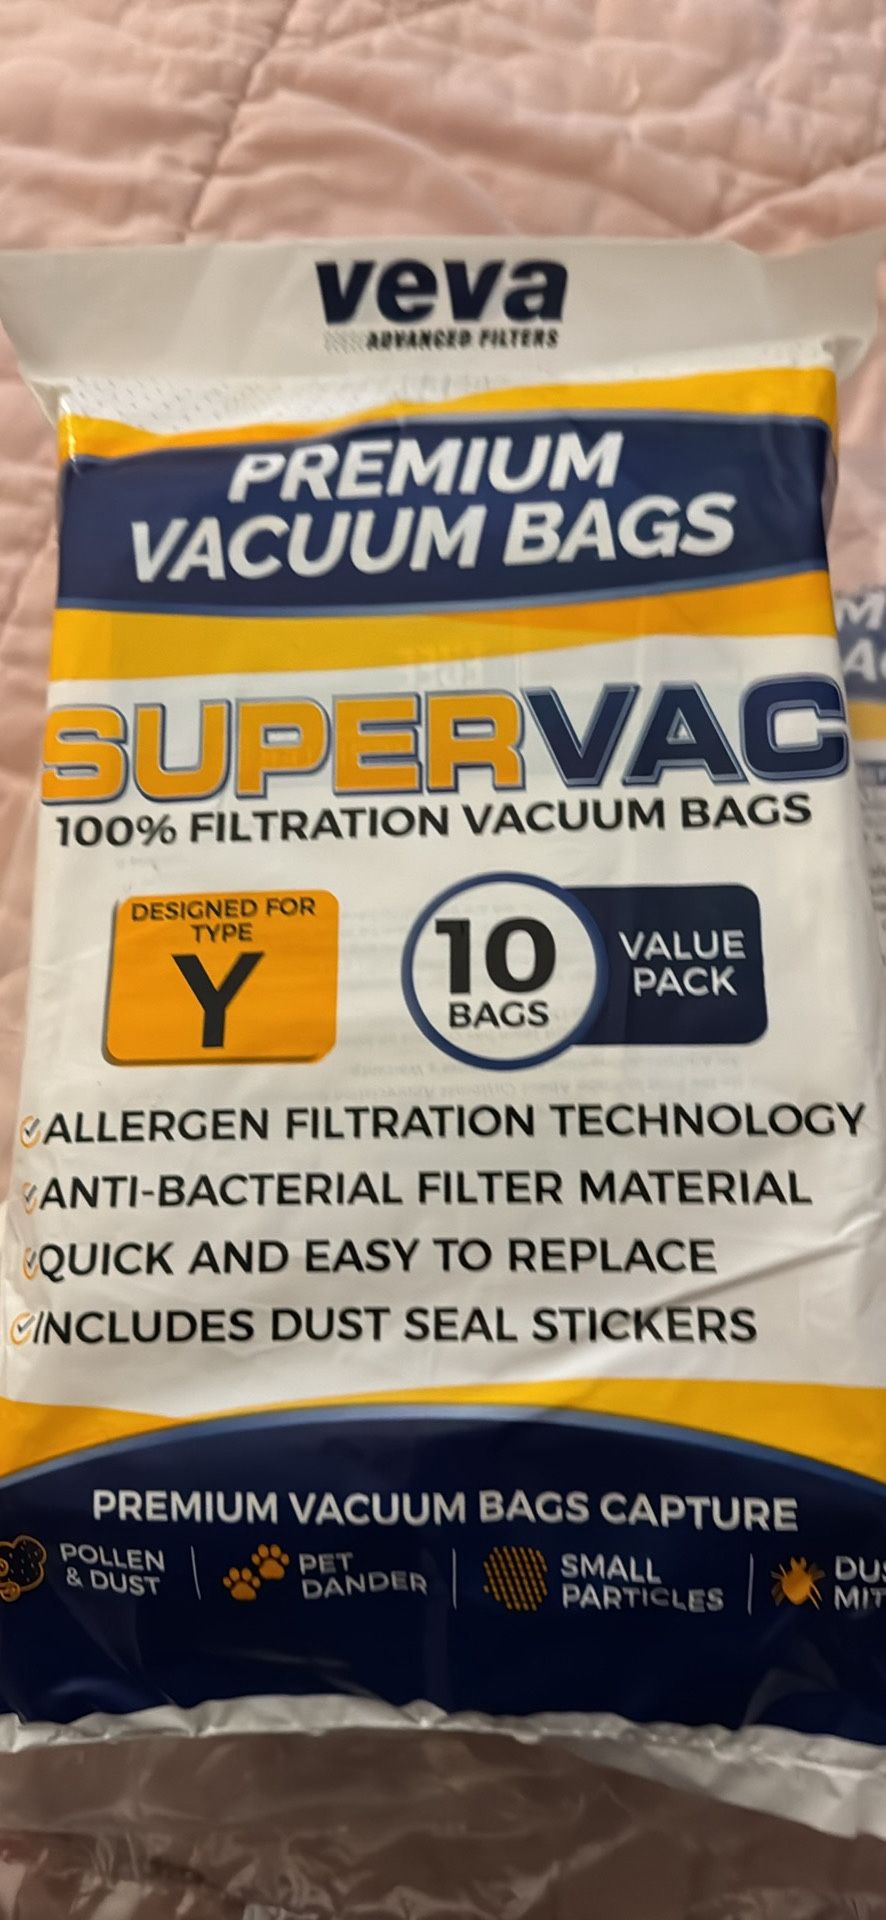 veva
ADVANCED FILTERS
PREMIUM
VACUUM BAGS
SUPERVAC
100% FILTRATION VACUUM BAGS
DESIGNED FOR
TYPE
Y
10
BAGS
VALUE
PACK
ALLERGEN FILTRATION TECHNOLOGY
ANTI-BACTERIAL FILTER MATERIAL
QUICK AND EASY TO REPLACE
INCLUDES DUST SEAL STICKERS
PREMIUM VACUUM BAGS CAPTURE
POLLEN
& DUST
PET
DANDER
SMALL
PARTICLES
DUS
MIT